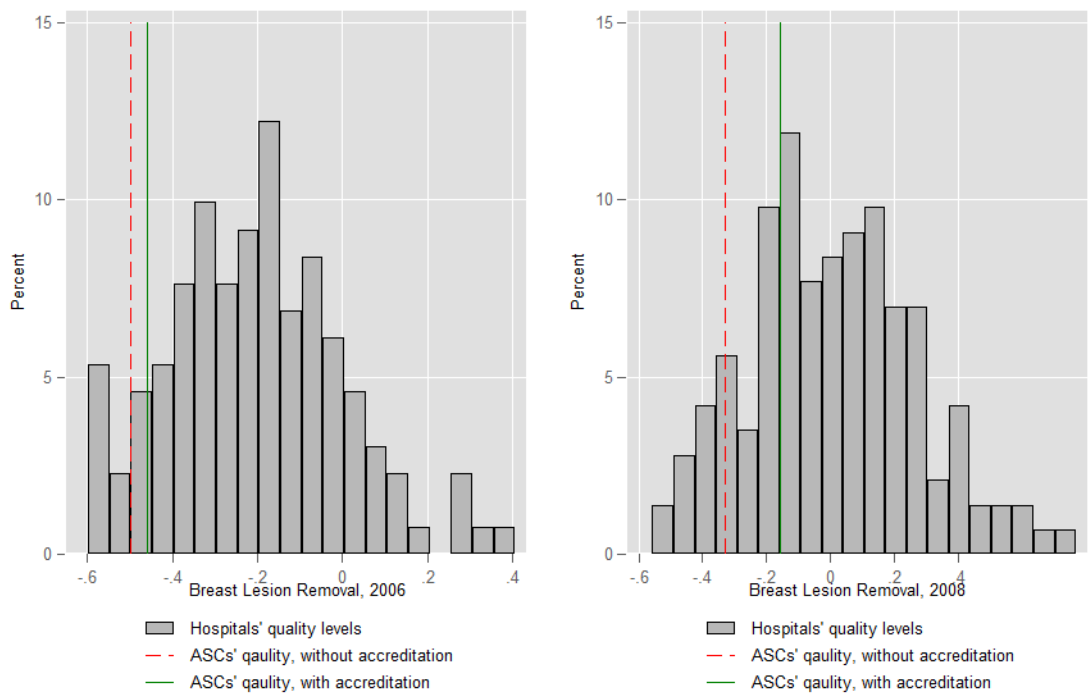 15
10
5
0
Percent
-.6
-.4
-.2
0
.2
.4
Breast Lesion Removal, 2006
Hospitals' quality levels
ASCs' qaulity, without accreditation
ASCs' qaulity, with accreditation
15
10
5
0
Percent
-.6
-.4
-.2
0
.2
.4
Breast Lesion Removal, 2008
Hospitals' quality levels
ASCs' qaulity, without accreditation
ASCs' qaulity, with accreditation